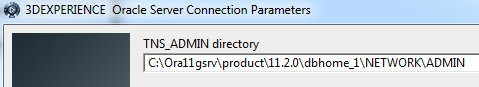 3DEXPERIENCE Oracle Server Connection Parameters
TNS_ADMIN directory
C:\Ora11gsrv\product\11.2.0\dbhome_1\NETWORK\ADMIN